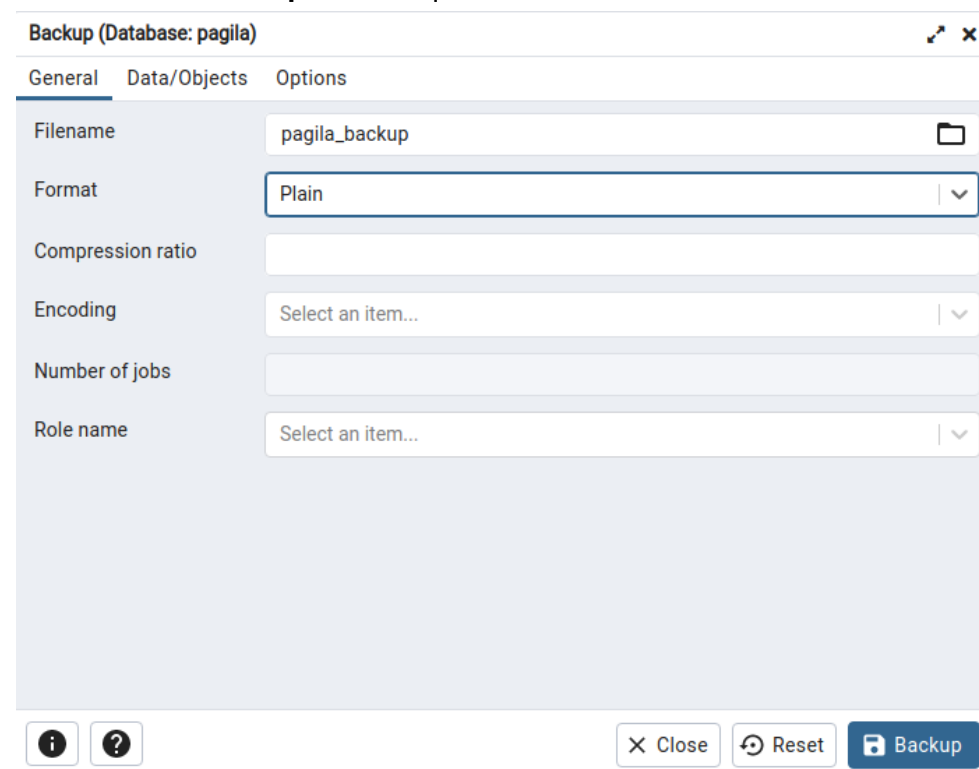 Backup (Database: pagila)
General Data/Objects Options
Filename pagila_backup
Format Plain
Compression ratio
Encoding Select an item...
Number of jobs
Role name Select an item...
Close Reset Backup